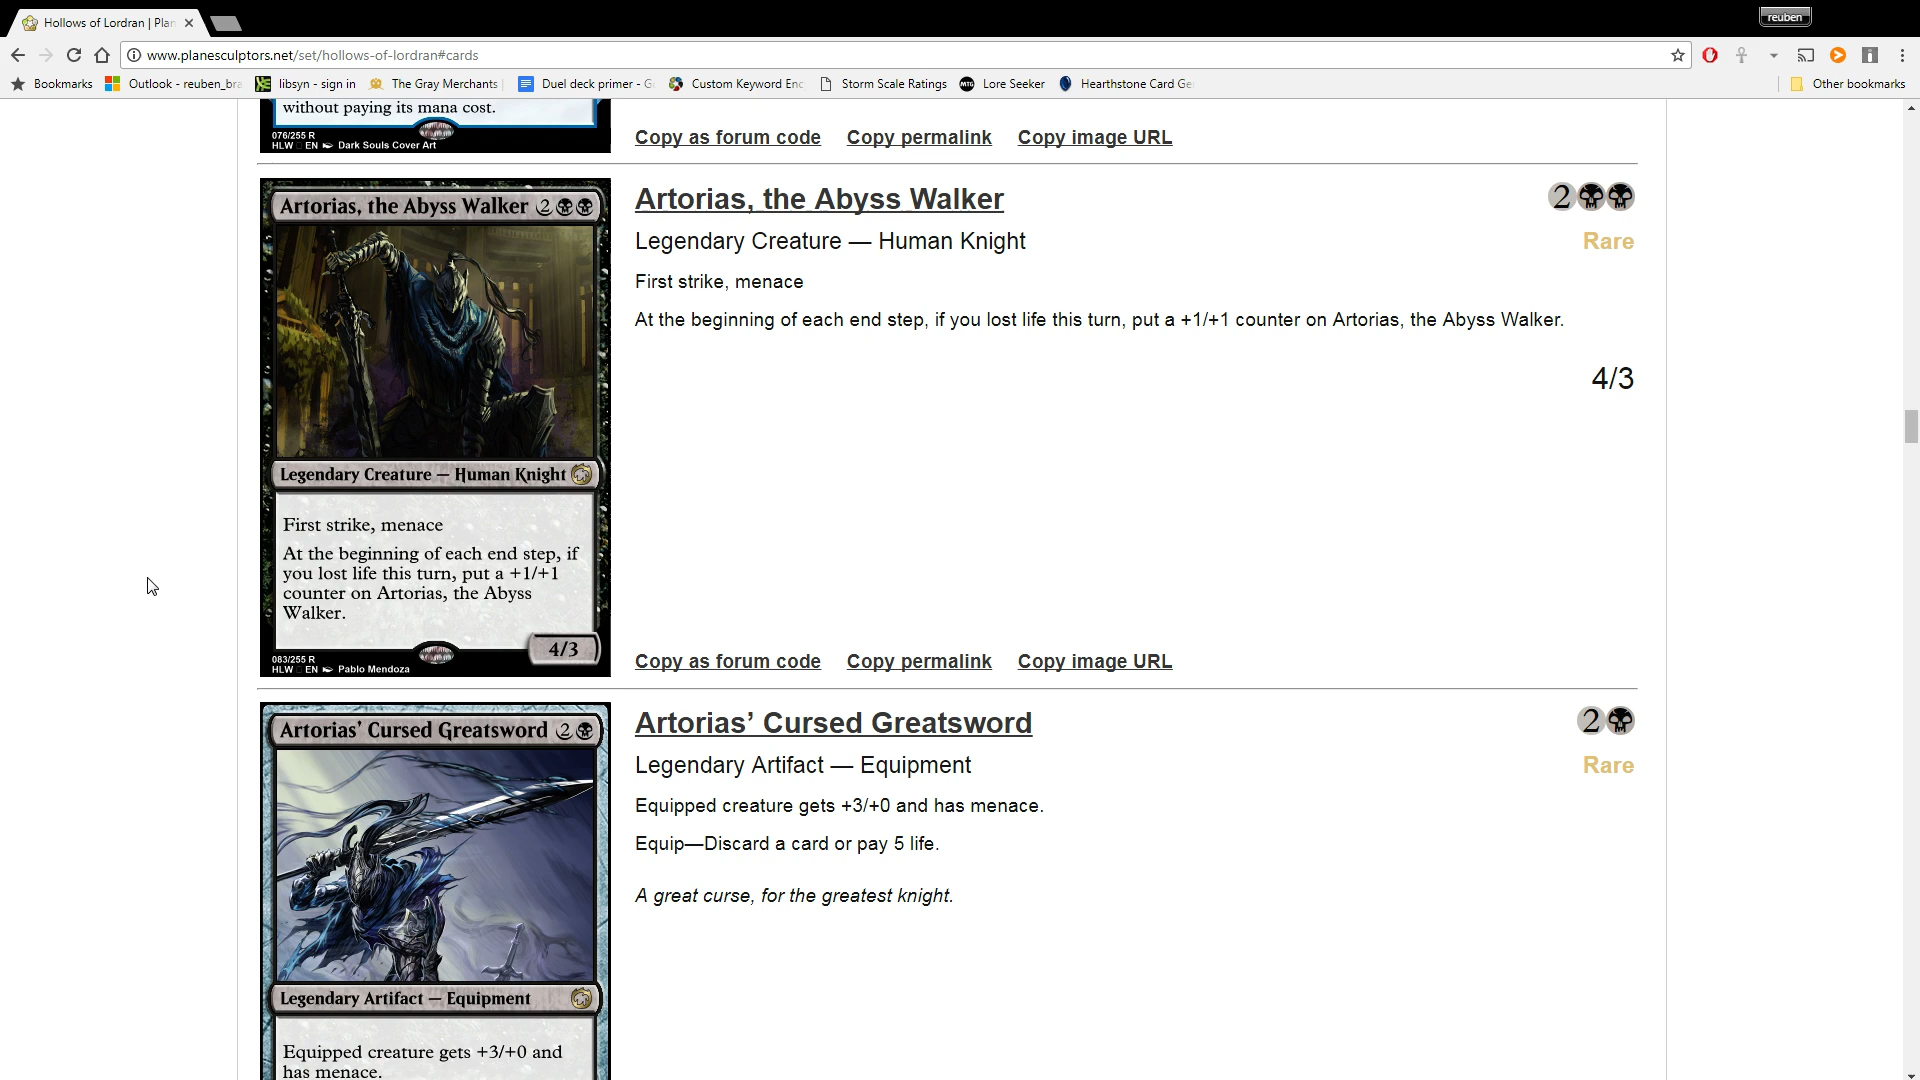 Hollows of Lordran | Plan
reuben
www.planesculptors.net/set/hollows-of-lordran#cards
Bookmarks
Outlook - reuben_bra
libsyn - sign in
The Gray Merchants
Duel deck primer - G
Custom Keyword Enc
Storm Scale Ratings
Lore Seeker
Hearthstone Card Ge
Other bookmarks
without paying its mana cost.
076/255 R
HLW EN Dark Souls Cover Art
Copy as forum code Copy permalink Copy image URL
Artorias, the Abyss Walker 2
Legendary Creature — Human Knight
First strike, menace
At the beginning of each end step, if
you lost life this turn, put a +1/+1
counter on Artorias, the Abyss
Walker.
4/3
083/255 R
HLW EN Pablo Mendoza
Artorias, the Abyss Walker 2
Legendary Creature — Human Knight Rare
First strike, menace
At the beginning of each end step, if you lost life this turn, put a +1/+1 counter on Artorias, the Abyss Walker.
4/3
Copy as forum code Copy permalink Copy image URL
Artorias' Cursed Greatsword 2
Legendary Artifact — Equipment
Equipped creature gets +3/+0 and
has menace.
Artorias’ Cursed Greatsword 2
Legendary Artifact — Equipment Rare
Equipped creature gets +3/+0 and has menace.
Equip—Discard a card or pay 5 life.
A great curse, for the greatest knight.